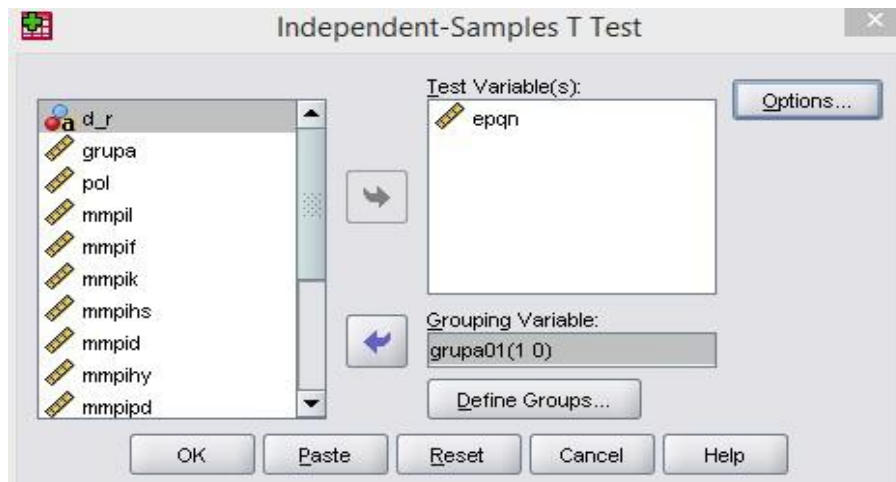 Independent-Samples T Test
d_r
grupa
pol
mmpil
mmpif
mmpik
mmpihs
mmpid
mmpihy
mmpipd
Test Variable(s):
epqn
Options...
Grouping Variable:
grupa01(1 0)
Define Groups...
OK
Paste
Reset
Cancel
Help